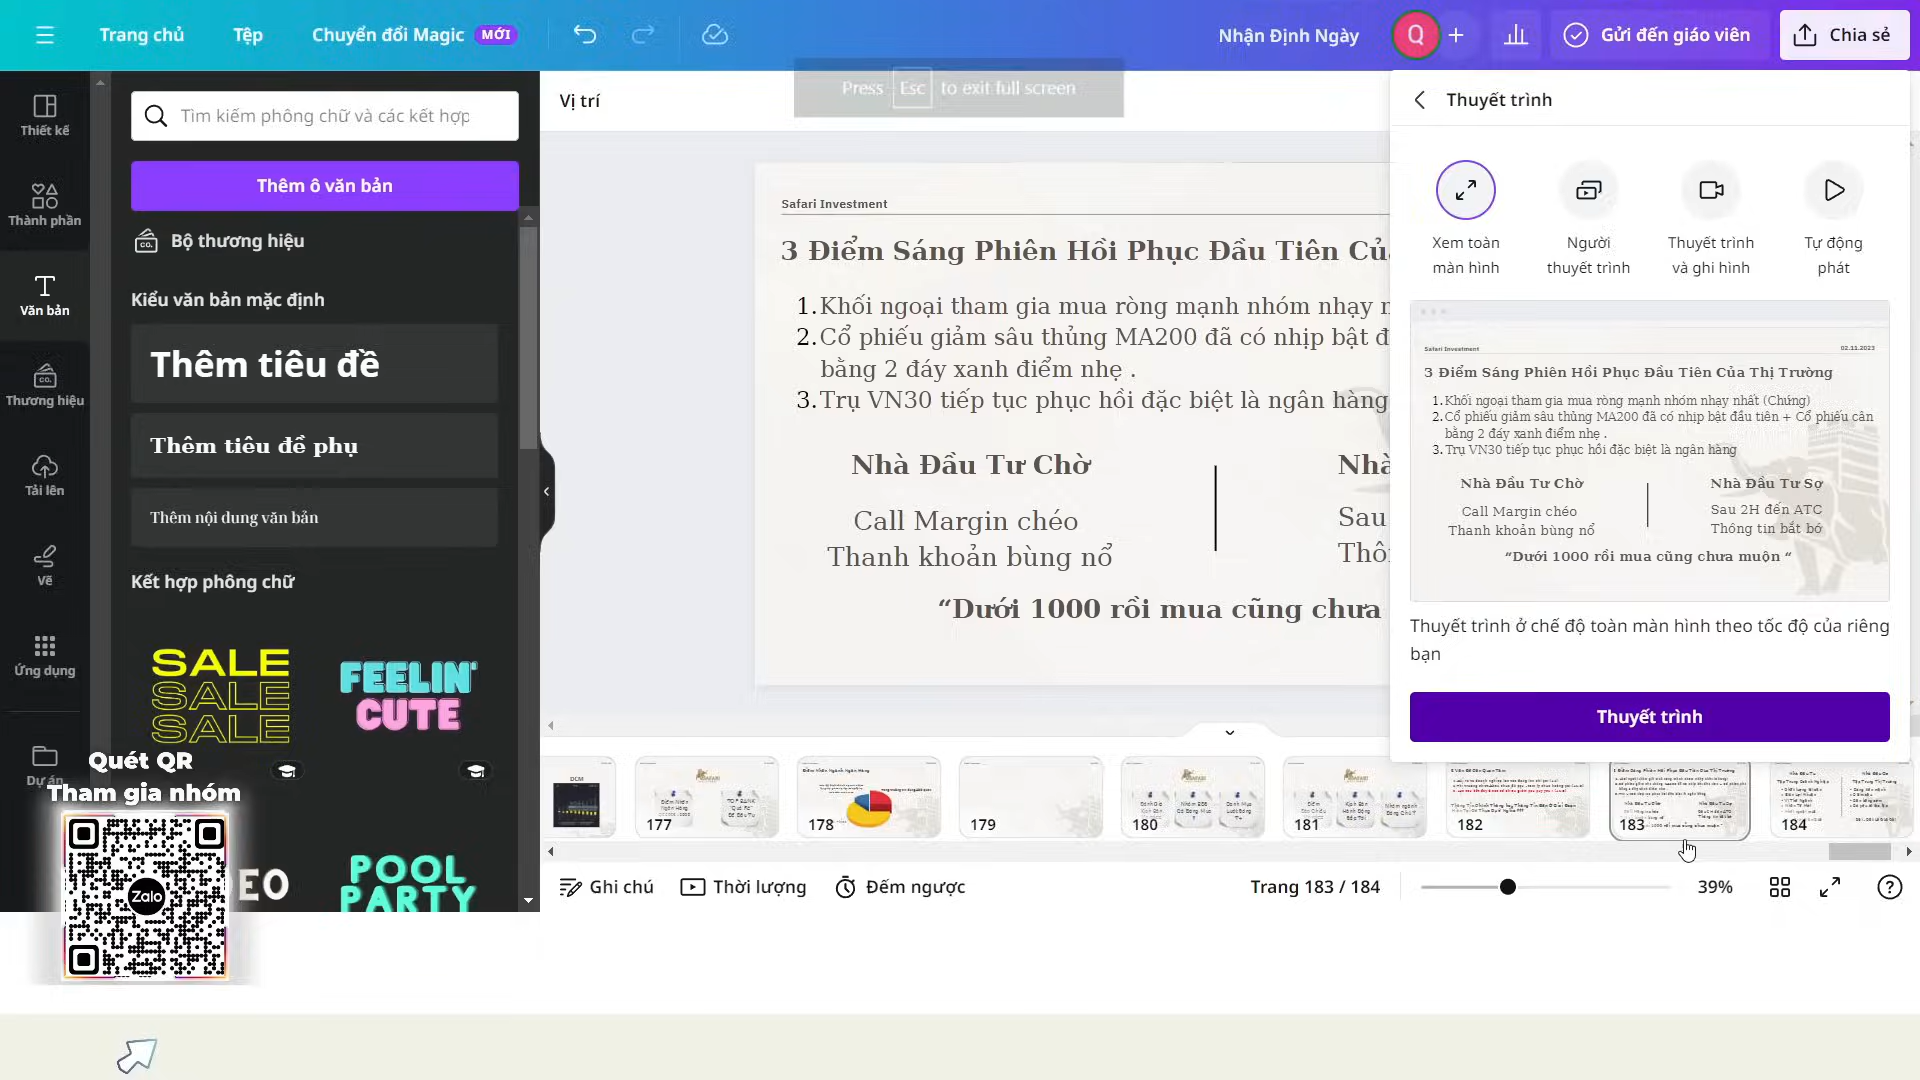 Trang chủ
Tệp
Chuyển đổi Magic
MỚI
Nhận Định Ngày
Q
Gửi đến giáo viên
Chia sẻ
Press Esc to exit full screen
Thiết kế
Thành phần
Văn bản
Thương hiệu
Tải lên
Vẽ
Ứng dụng
Dự án
Tìm kiếm phông chữ và các kết hợp
Thêm ô văn bản
Bộ thương hiệu
Kiểu văn bản mặc định
Thêm tiêu đề
Thêm tiêu đề phụ
Thêm nội dung văn bản
Kết hợp phông chữ
SALE
SALE
SALE
FEELIN'
CUTE
EO
POOL
PARTY
Quét QR
Tham gia nhóm
Zalo
Vị trí
Safari Investment
3 Điểm Sáng Phiên Hồi Phục Đầu Tiên Củ
1. Khối ngoại tham gia mua ròng mạnh nhóm nhạy n
2. Cổ phiếu giảm sâu thủng MA200 đã có nhịp bật đ
bằng 2 đáy xanh điểm nhẹ .
3. Trụ VN30 tiếp tục phục hồi đặc biệt là ngân hàng
Nhà Đầu Tư Chờ
Call Margin chéo
Thanh khoản bùng nổ
Nhà
Sau
Thôn
“Dưới 1000 rồi mua cũng chưa
Thuyết trình
Xem toàn
màn hình
Người
thuyết trình
Thuyết trình
và ghi hình
Tự động
phát
Safari Investment
02.11.2023
3 Điểm Sáng Phiên Hồi Phục Đầu Tiên Của Thị Trường
1. Khối ngoại tham gia mua ròng mạnh nhóm nhạy nhất (Chứng)
2. Cổ phiếu giảm sâu thủng MA200 đã có nhịp bật đầu tiên + Cổ phiếu cân
bằng 2 đáy xanh điểm nhẹ .
3. Trụ VN30 tiếp tục phục hồi đặc biệt là ngân hàng
Nhà Đầu Tư Chờ
Call Margin chéo
Thanh khoản bùng nổ
Nhà Đầu Tư Sợ
Sau 2H đến ATC
Thông tin bắt bớ
“Dưới 1000 rồi mua cũng chưa muộn “
Thuyết trình ở chế độ toàn màn hình theo tốc độ của riêng
bạn
Thuyết trình
DCM
177
178
179
180
181
182
183
184
Ghi chú
Thời lượng
Đếm ngược
Trang 183 / 184
39%